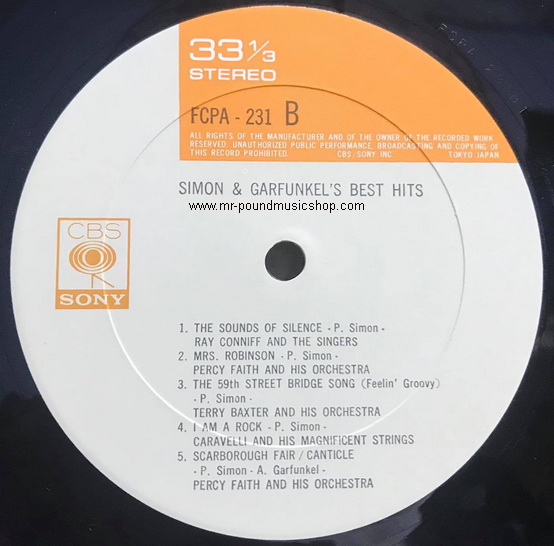 33 1/3
STEREO
FCPA - 231 B
ALL RIGHTS OF THE MANUFACTURER AND OF THE OWNER OF THE RECORDED WORK
RESERVED. UNAUTHORIZED PUBLIC PERFORMANCE, BROADCASTING AND COPYING OF
THIS RECORD PROHIBITED. CBS/SONY INC. TOKYO JAPAN
SIMON & GARFUNKEL'S BEST HITS
www.mr-poundmusicshop.com
CBS
SONY
1. THE SOUNDS OF SILENCE - P. Simon -
RAY CONNIFF AND THE SINGERS
2. MRS. ROBINSON - P. Simon -
PERCY FAITH AND HIS ORCHESTRA
3. THE 59th STREET BRIDGE SONG (Feelin' Groovy)
- P. Simon -
TERRY BAXTER AND HIS ORCHESTRA
4. I AM A ROCK - P. Simon -
CARAVELLI AND HIS MAGNIFICENT STRINGS
5. SCARBOROUGH FAIR / CANTICLE
- P. Simon - A. Garfunkel -
PERCY FAITH AND HIS ORCHESTRA